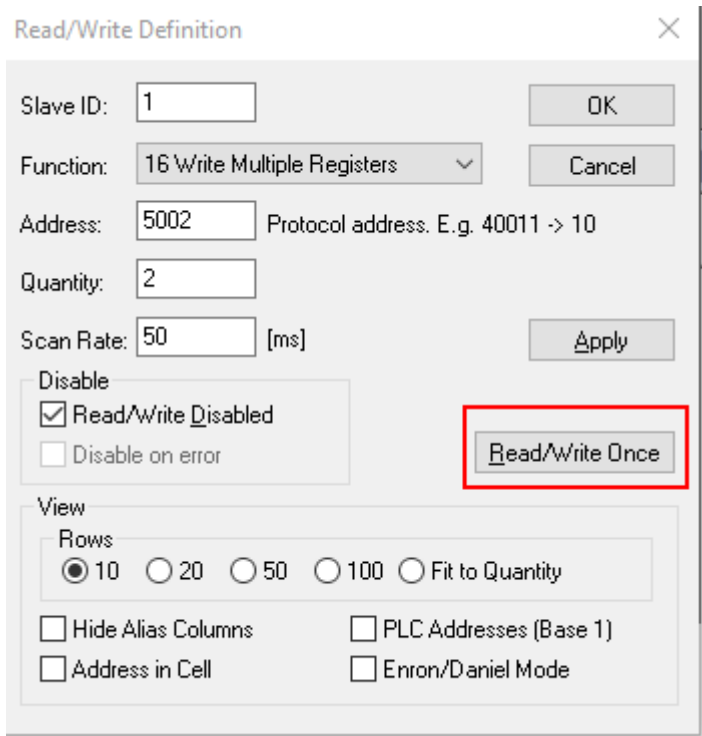 Read/Write Definition
Slave ID: 1 OK
Function: 16 Write Multiple Registers Cancel
Address: 5002 Protocol address. E.g. 40011 -> 10
Quantity: 2
Scan Rate: 50 [ms] Apply
Disable
Read/Write Disabled
Disable on error
Read/Write Once
View
Rows
10 20 50 100 Fit to Quantity
Hide Alias Columns PLC Addresses (Base 1)
Address in Cell Enron/Daniel Mode